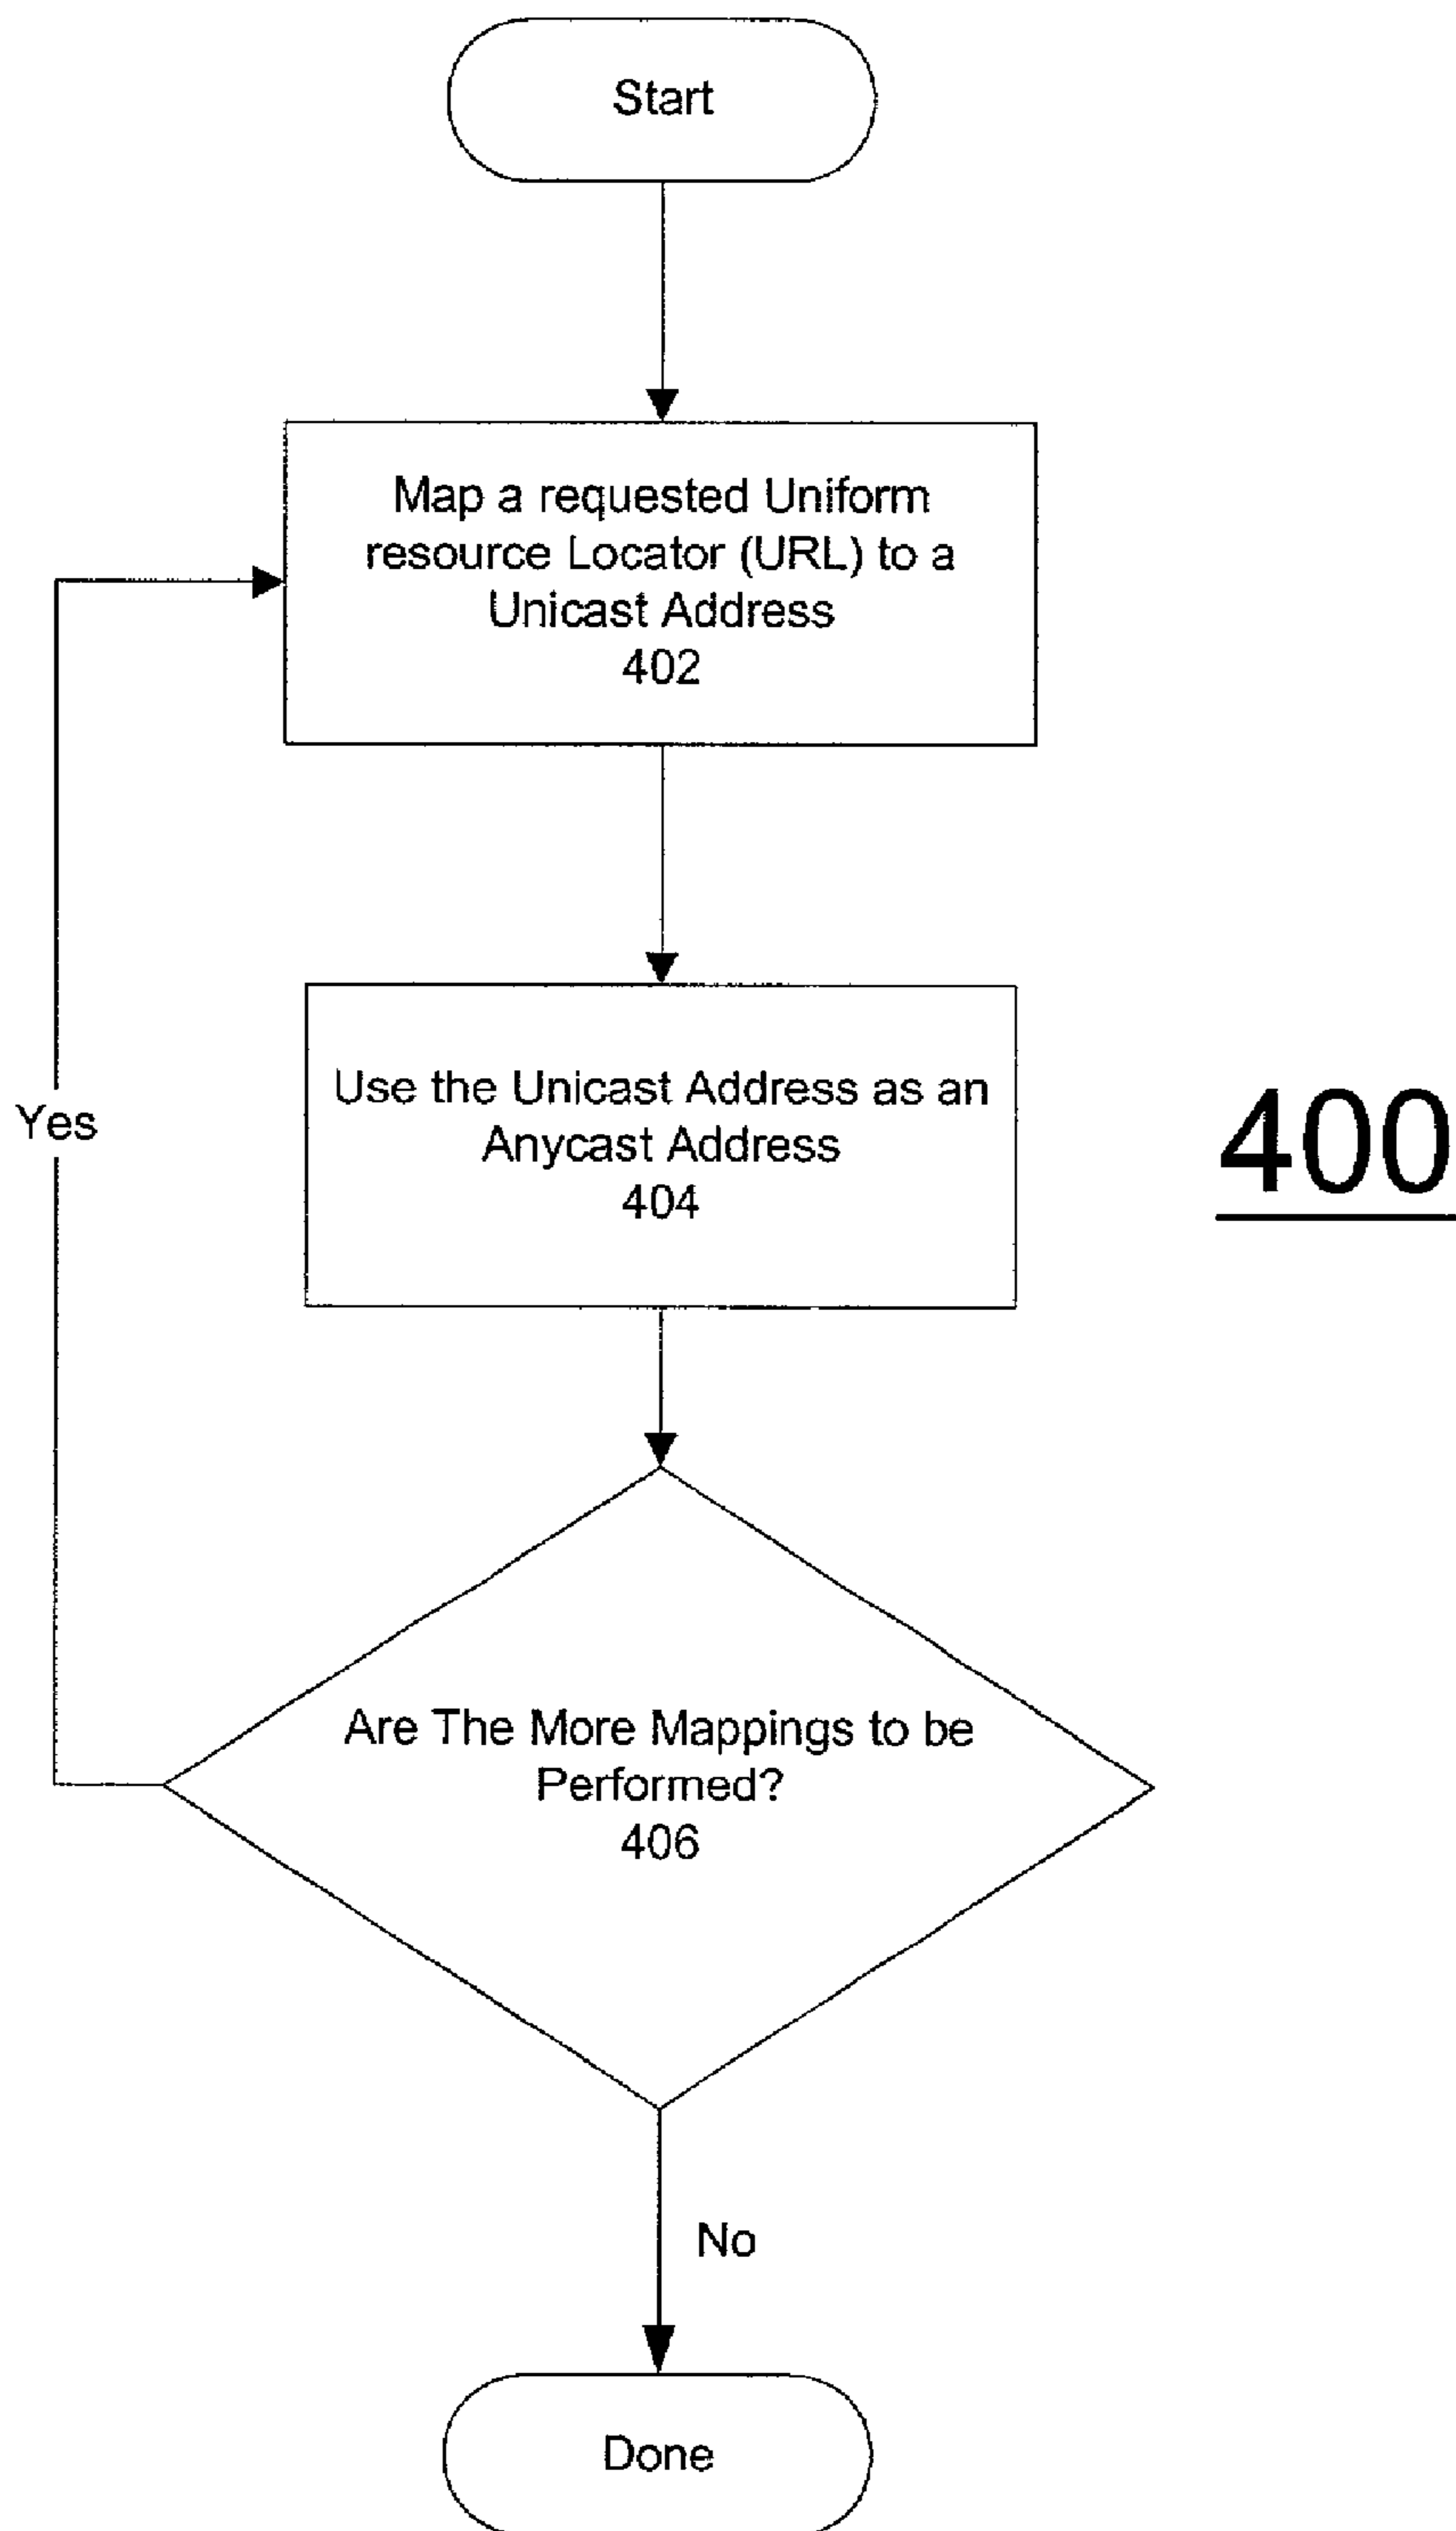 Start
Map a requested Uniform
resource Locator (URL) to a
Unicast Address
402
Use the Unicast Address as an
Anycast Address
404
400
Yes
Are The More Mappings to be
Performed?
406
No
Done